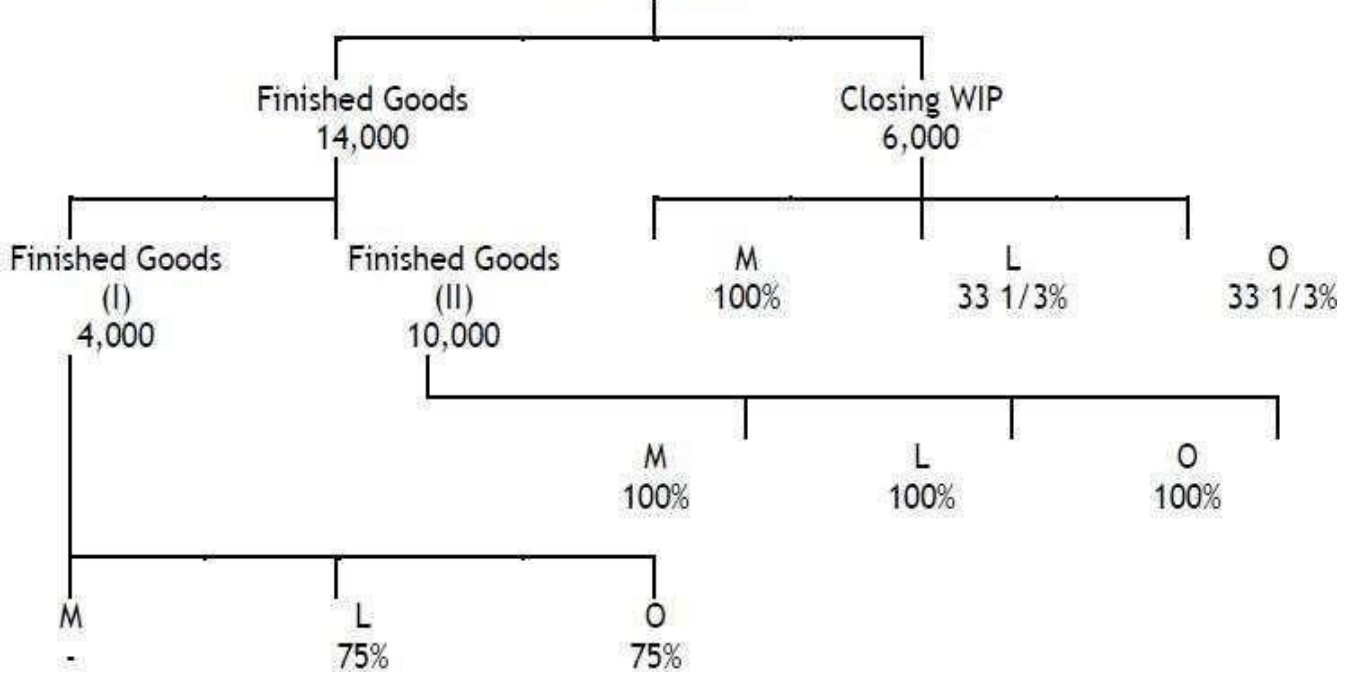 Finished Goods
14,000
Closing WIP
6,000
Finished Goods
(I)
4,000
Finished Goods
(II)
10,000
M
100%
L
33 1/3%
O
33 1/3%
M
100%
L
100%
O
100%
M
-
L
75%
O
75%